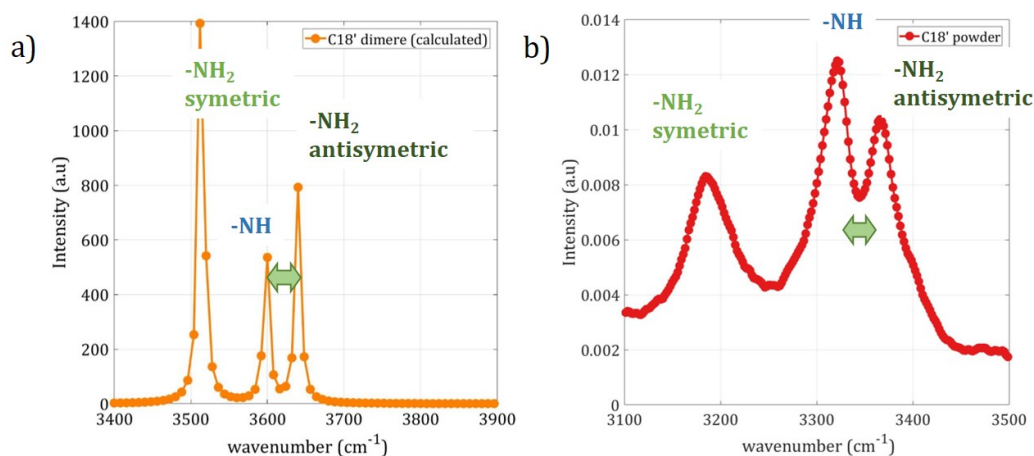 a)
C18' dimere (calculated)
-NH₂
symetric
-NH₂
antisymetric
-NH
Intensity (a.u)
1400
1200
1000
800
600
400
200
0
3400
3500
3600
3700
3800
3900
wavenumber (cm⁻¹)
b)
-NH
C18' powder
-NH₂
symetric
-NH₂
antisymetric
Intensity (a.u)
0.014
0.012
0.01
0.008
0.006
0.004
0.002
0
3100
3200
3300
3400
3500
wavenumber (cm⁻¹)